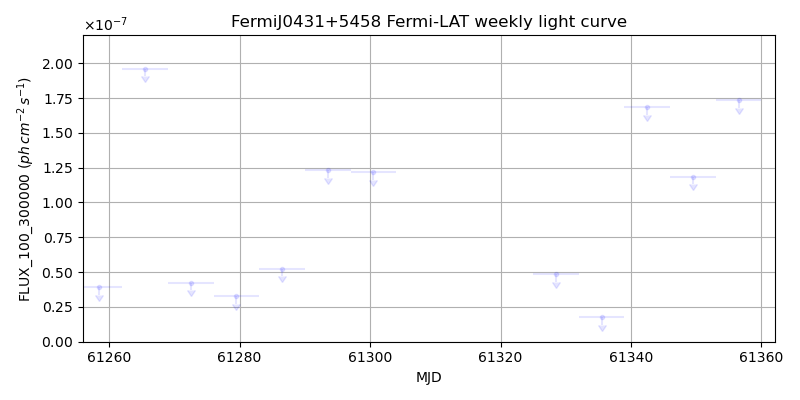 FermiJ0431+5458 Fermi-LAT weekly light curve
×10⁻⁷
FLUX_100_300000 (ph cm⁻² s⁻¹)
2.00
1.75
1.50
1.25
1.00
0.75
0.50
0.25
0.00
61260 61280 61300 61320 61340 61360
MJD